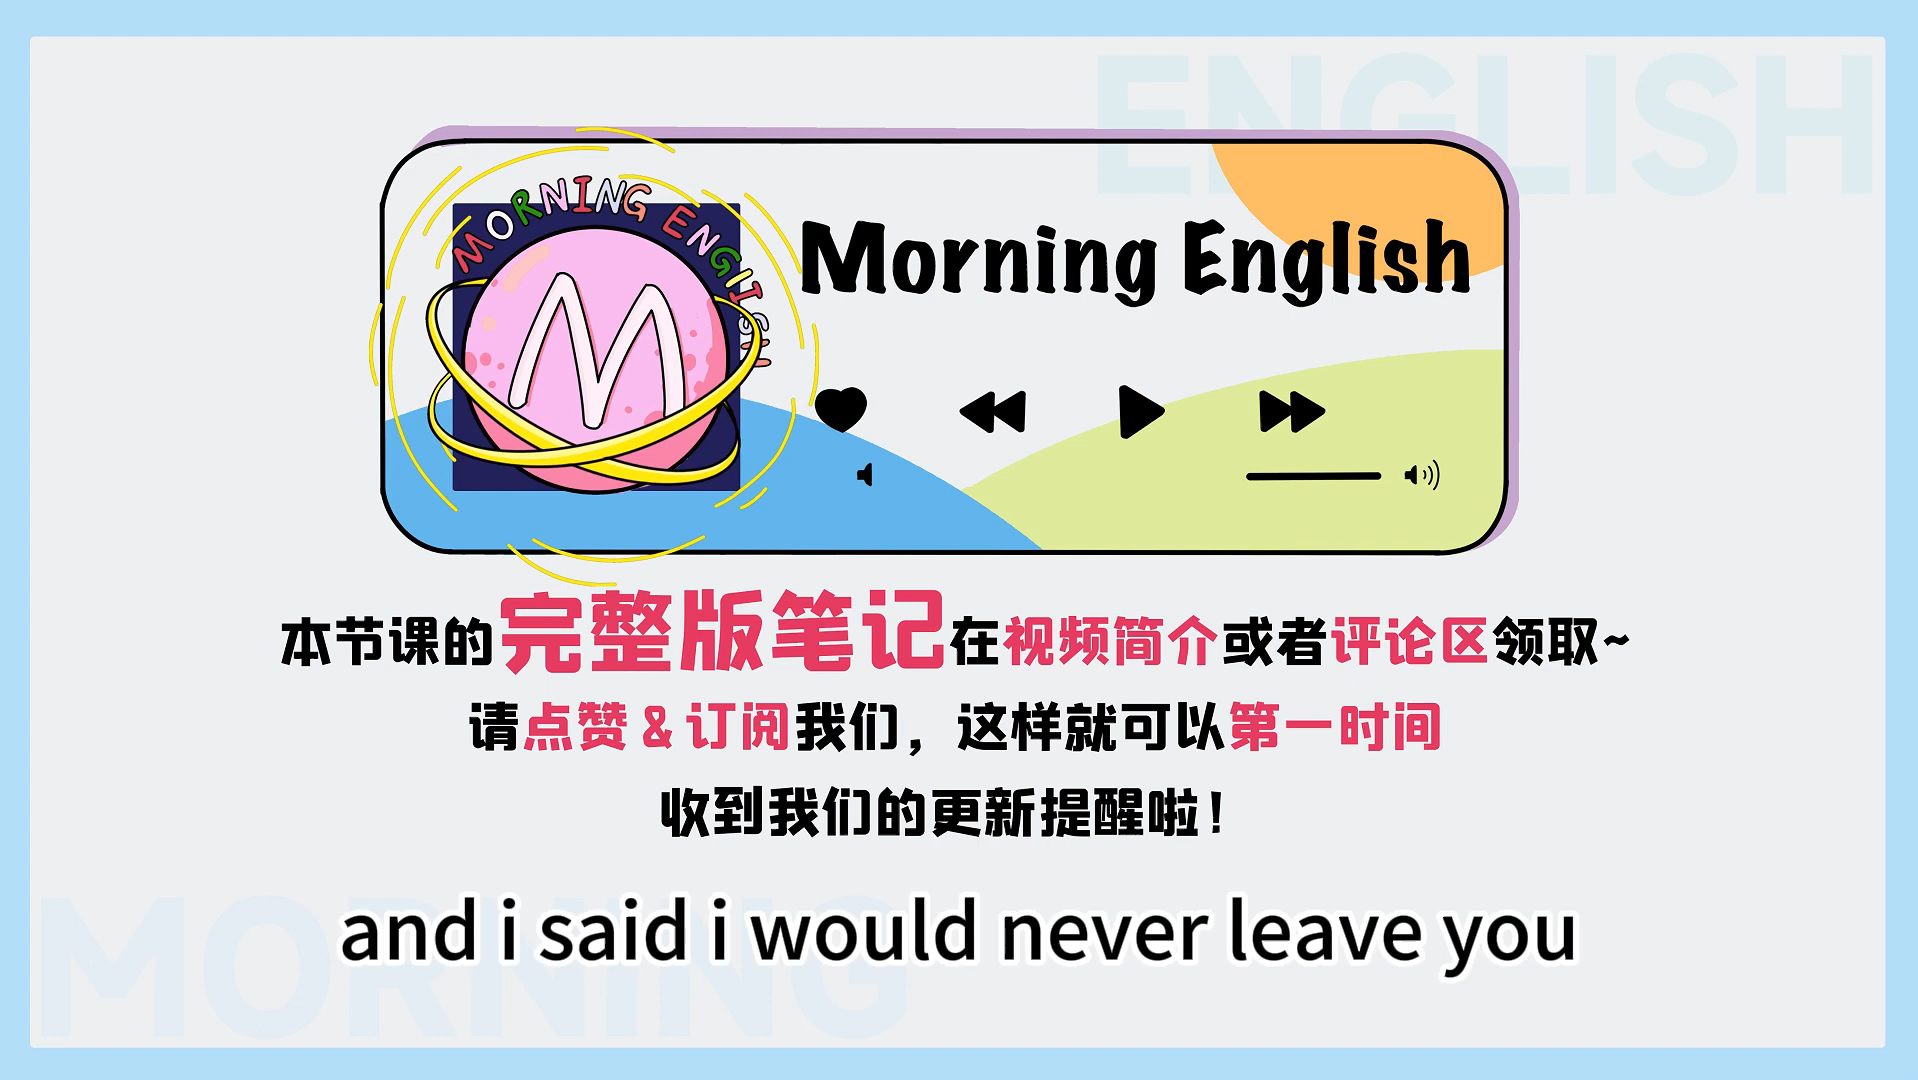 ENGLISH
MORNING ENGLISH
M
Morning English
本节课的完整版笔记在视频简介或者评论区领取~
请点赞&订阅我们，这样就可以第一时间
收到我们的更新提醒啦！
MORNING
and i said i would never leave you